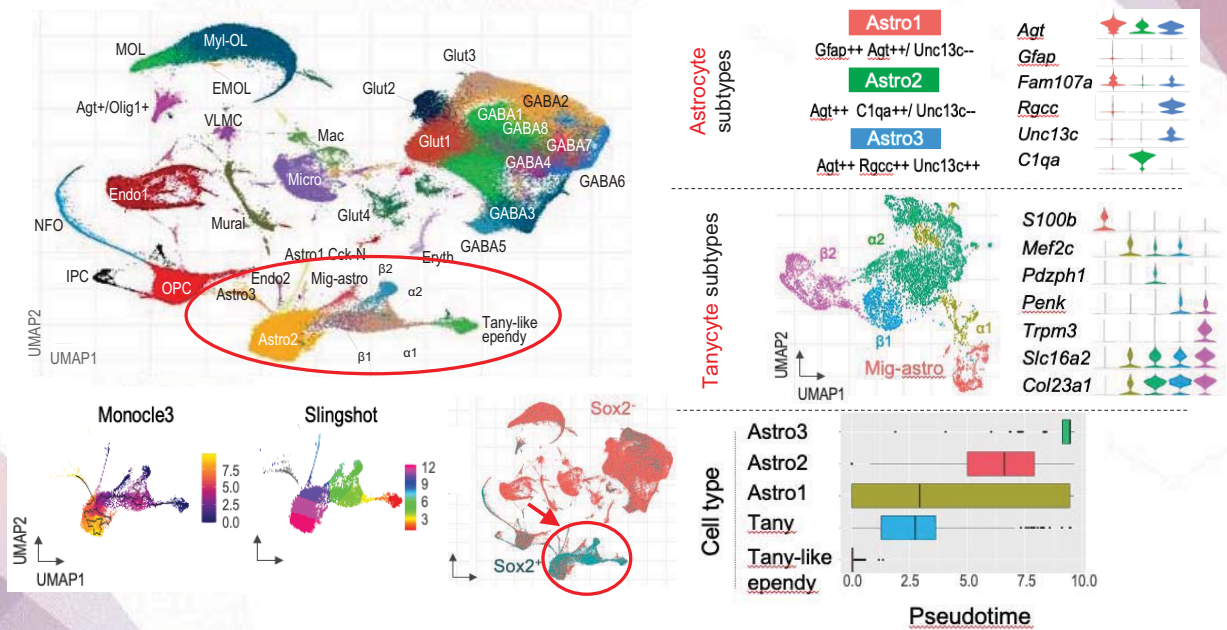 MOL
Myl-OL
EMOL
Agt+/Olig1+
VLMC
Mac
Glut3
Glut2
GABA2
GABA1
GABA8
Glut1
GABA7
GABA4
GABA6
Micro
Endo1
GABA3
Glut4
NFO
Mural
GABA5
Astro1
Cck-N
Eryth
IPC
OPC
Endo2
Mig-astro
β2
α2
Astro3
Astro2
Tany-like
ependy
β1
α1
UMAP2
UMAP1
Astrocyte
subtypes
Astro1
Gfap++ Agt++/ Unc13c--
Astro2
Agt++ C1qa++/ Unc13c--
Astro3
Agt++ Rgcc++ Unc13c+++
Agt
Gfap
Fam107a
Rgcc
Unc13c
C1qa
Tanycyte subtypes
β2
α2
β1
α1
Mig-astro
UMAP2
UMAP1
S100b
Mef2c
Pdzph1
Penk
Trpm3
Slc16a2
Col23a1
Monocle3
7.5
5.0
2.5
0.0
UMAP2
UMAP1
Slingshot
12
9
6
3
Sox2-
Sox2+
Cell type
Astro3
Astro2
Astro1
Tany
Tany-like
ependy
0.0
2.5
5.0
7.5
10.0
Pseudotime